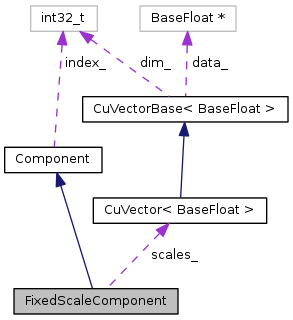 int32_t
BaseFloat *
index_
dim_
data_
CuVectorBase< BaseFloat >
Component
CuVector< BaseFloat >
scales_
FixedScaleComponent